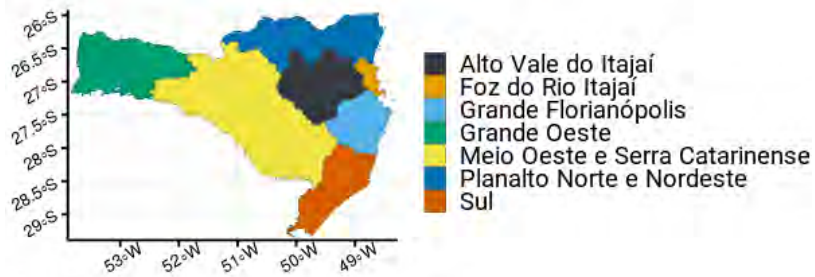 26°S
26.5°S
27°S
27.5°S
28°S
28.5°S
29°S
53°W
52°W
51°W
50°W
49°W
Alto Vale do Itajaí
Foz do Rio Itajaí
Grande Florianópolis
Grande Oeste
Meio Oeste e Serra Catarinense
Planalto Norte e Nordeste
Sul